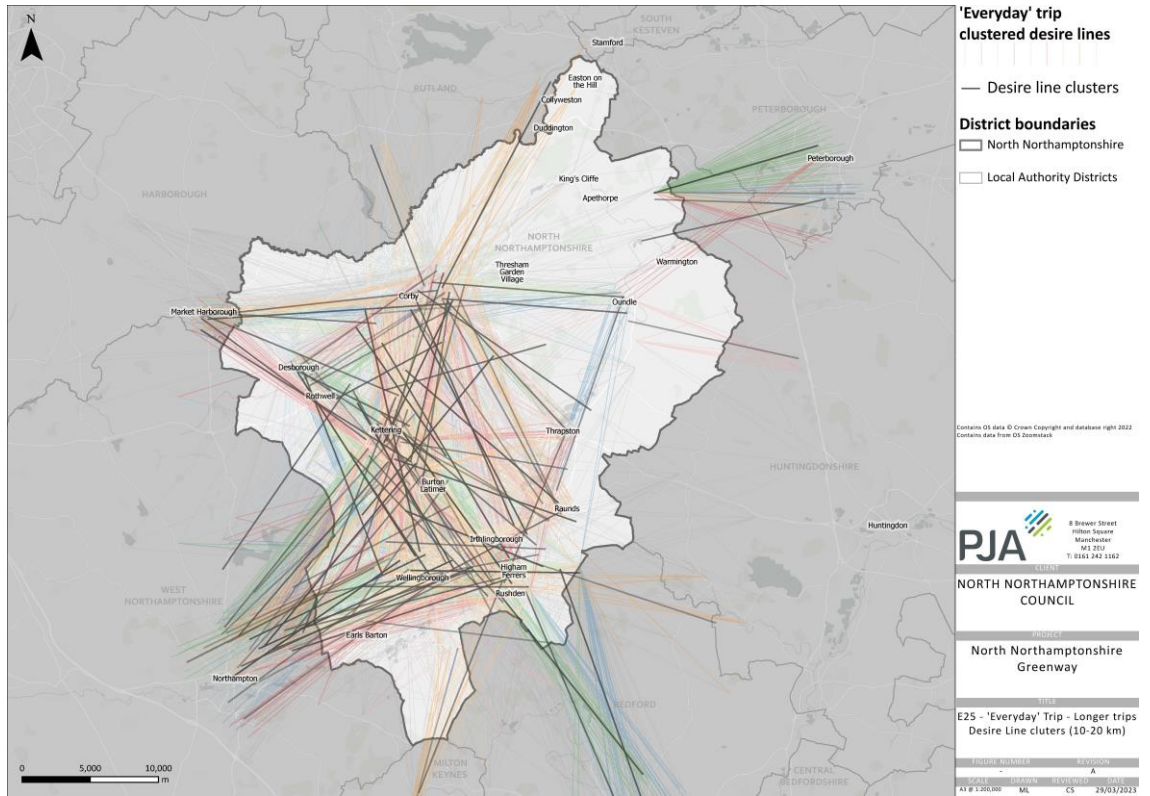 N
SOUTH
KESTEVEN
Stamford
RUTLAND
Easton on
the Hill
Collyweston
PETERBOROUGH
Duddington
Peterborough
King's Cliffe
HARBOROUGH
Apethorpe
NORTH
NORTHAMPTONSHIRE
Warmington
Thresham
Garden
Village
Corby
Oundle
Market Harborough
Desborough
Rothwell
Kettering
Thrapston
HUNTINGDONSHIRE
Burton
Latimer
Raunds
Huntingdon
Irthlingborough
Higham
Ferrers
Wellingborough
Rushden
WEST
NORTHAMPTONSHIRE
Earls Barton
Northampton
BEDFORD
MILTON
KEYNES
CENTRAL
BEDFORDSHIRE
0 5,000 10,000
m
'Everyday' trip
clustered desire lines
Desire line clusters
District boundaries
North Northamptonshire
Local Authority Districts
Contains OS data © Crown Copyright and database right 2022
Contains data from OS Zoomstack
PJA
8 Brewer Street
Hilton Square
Manchester
M1 2EU
T: 0161 242 1162
CLIENT
NORTH NORTHAMPTONSHIRE
COUNCIL
PROJECT
North Northamptonshire
Greenway
TITLE
E25 - 'Everyday' Trip - Longer trips
Desire Line cluters (10-20 km)
FIGURE NUMBER REVISION
- A
SCALE DRAWN REVIEWED DATE
A3 @ 1:200,000 ML CS 29/03/2023